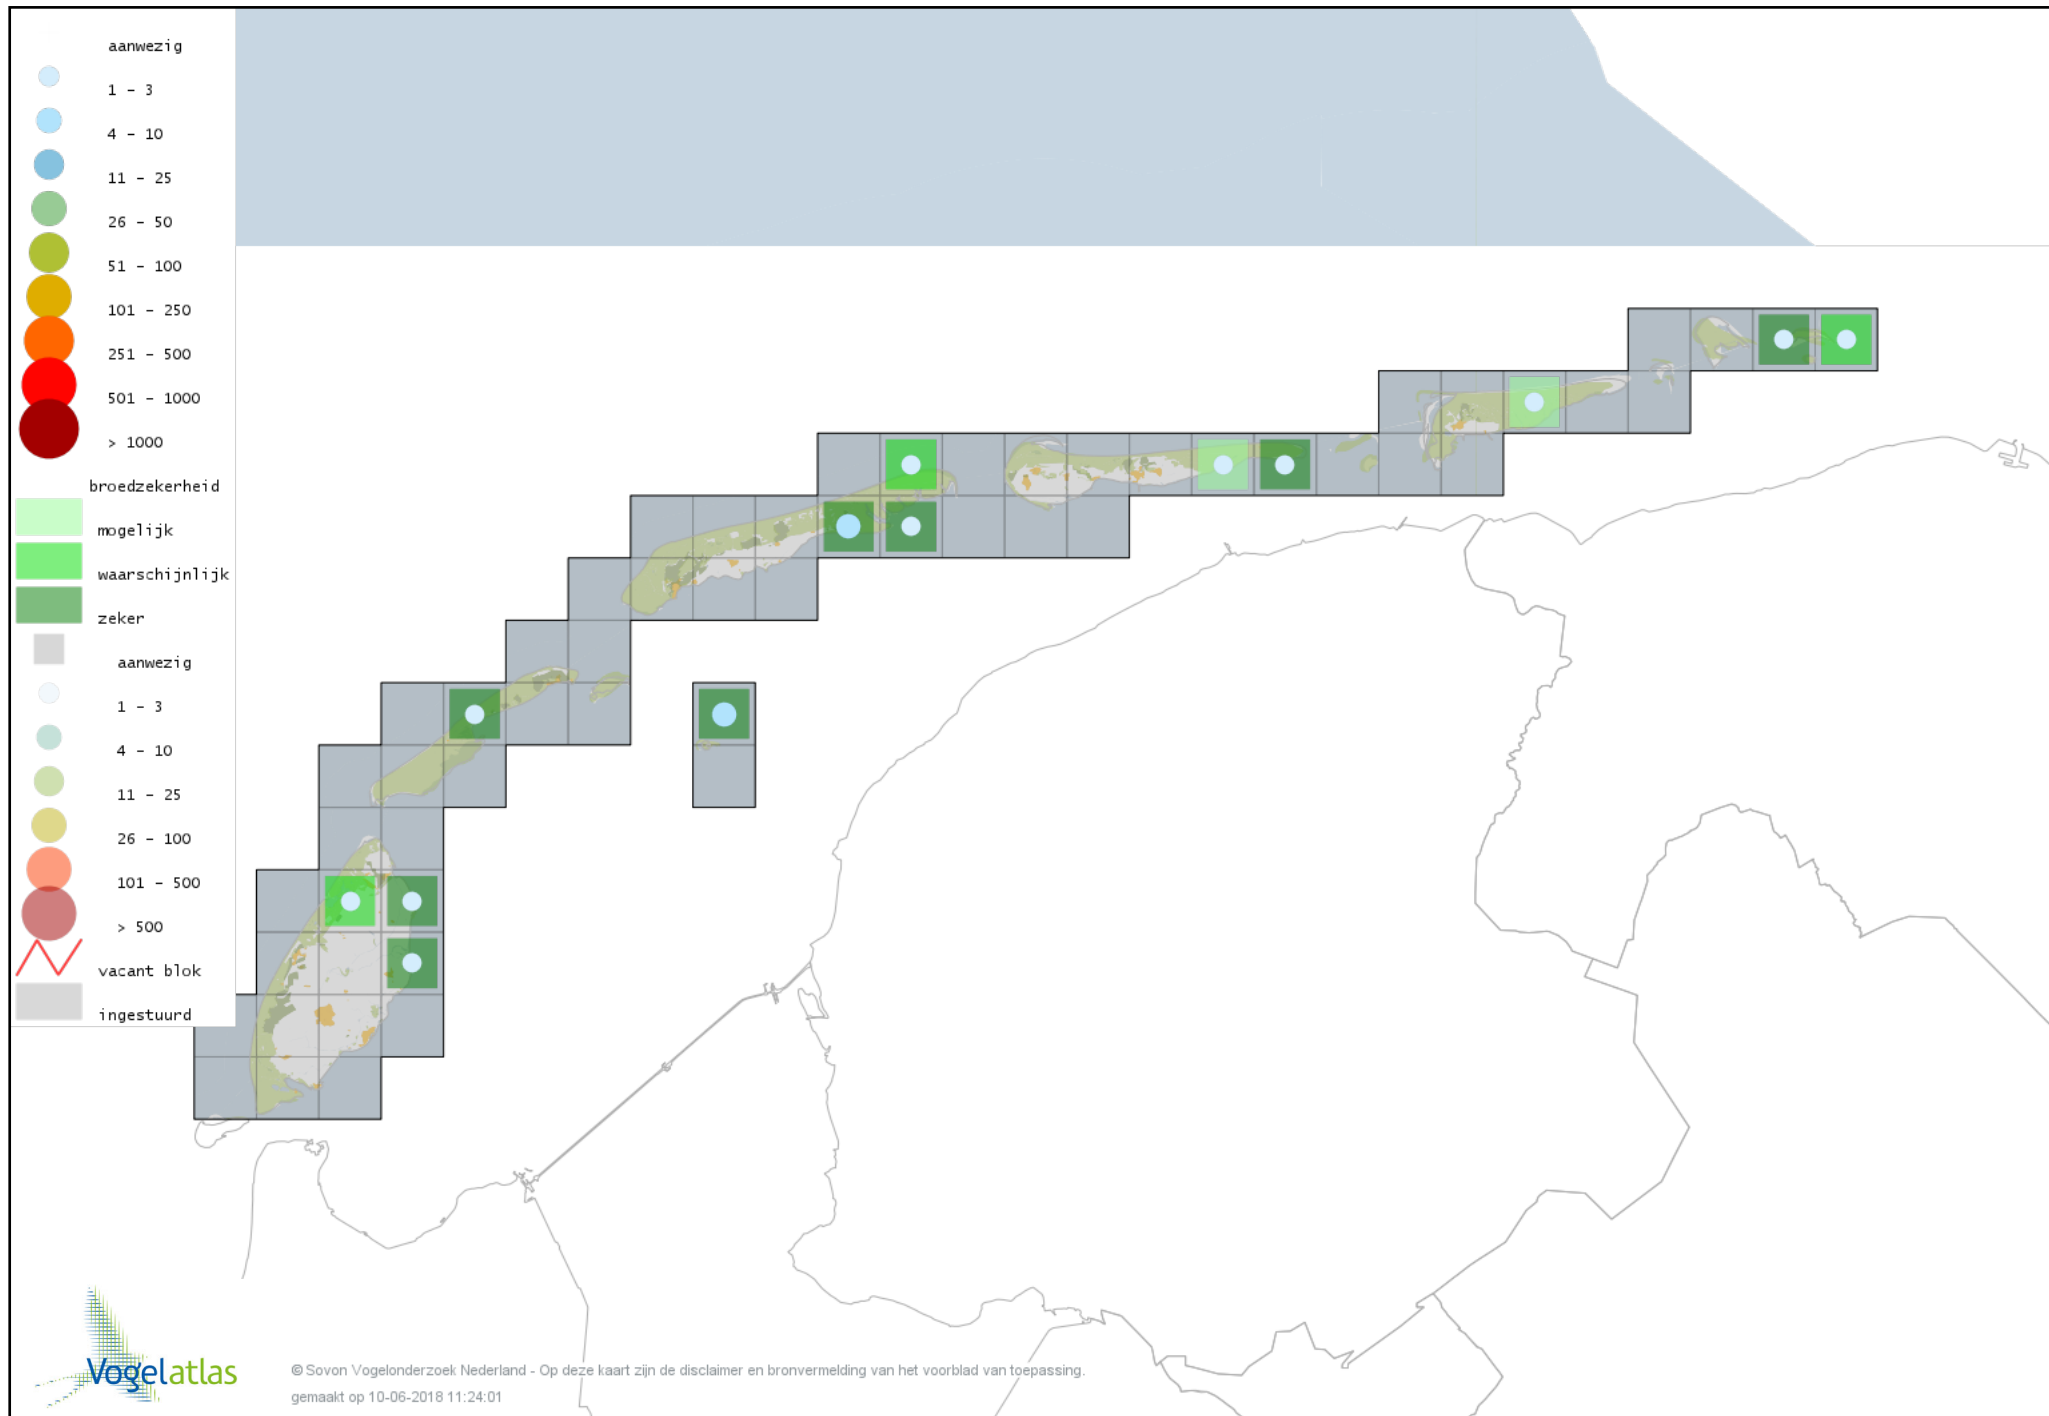 aanwezig
1 - 3
4 - 10
11 - 25
26 - 50
51 - 100
101 - 250
251 - 500
501 - 1000
> 1000
broedzekerheid
mogelijk
waarschijnlijk
zeker
aanwezig
1 - 3
4 - 10
11 - 25
26 - 100
101 - 500
> 500
vacant blok
ingestuurd
Vogelatlas
© Sovon Vogelonderzoek Nederland - Op deze kaart zijn de disclaimer en bronvermelding van het voorblad van toepassing.
gemaakt op 10-06-2018 11:24:01